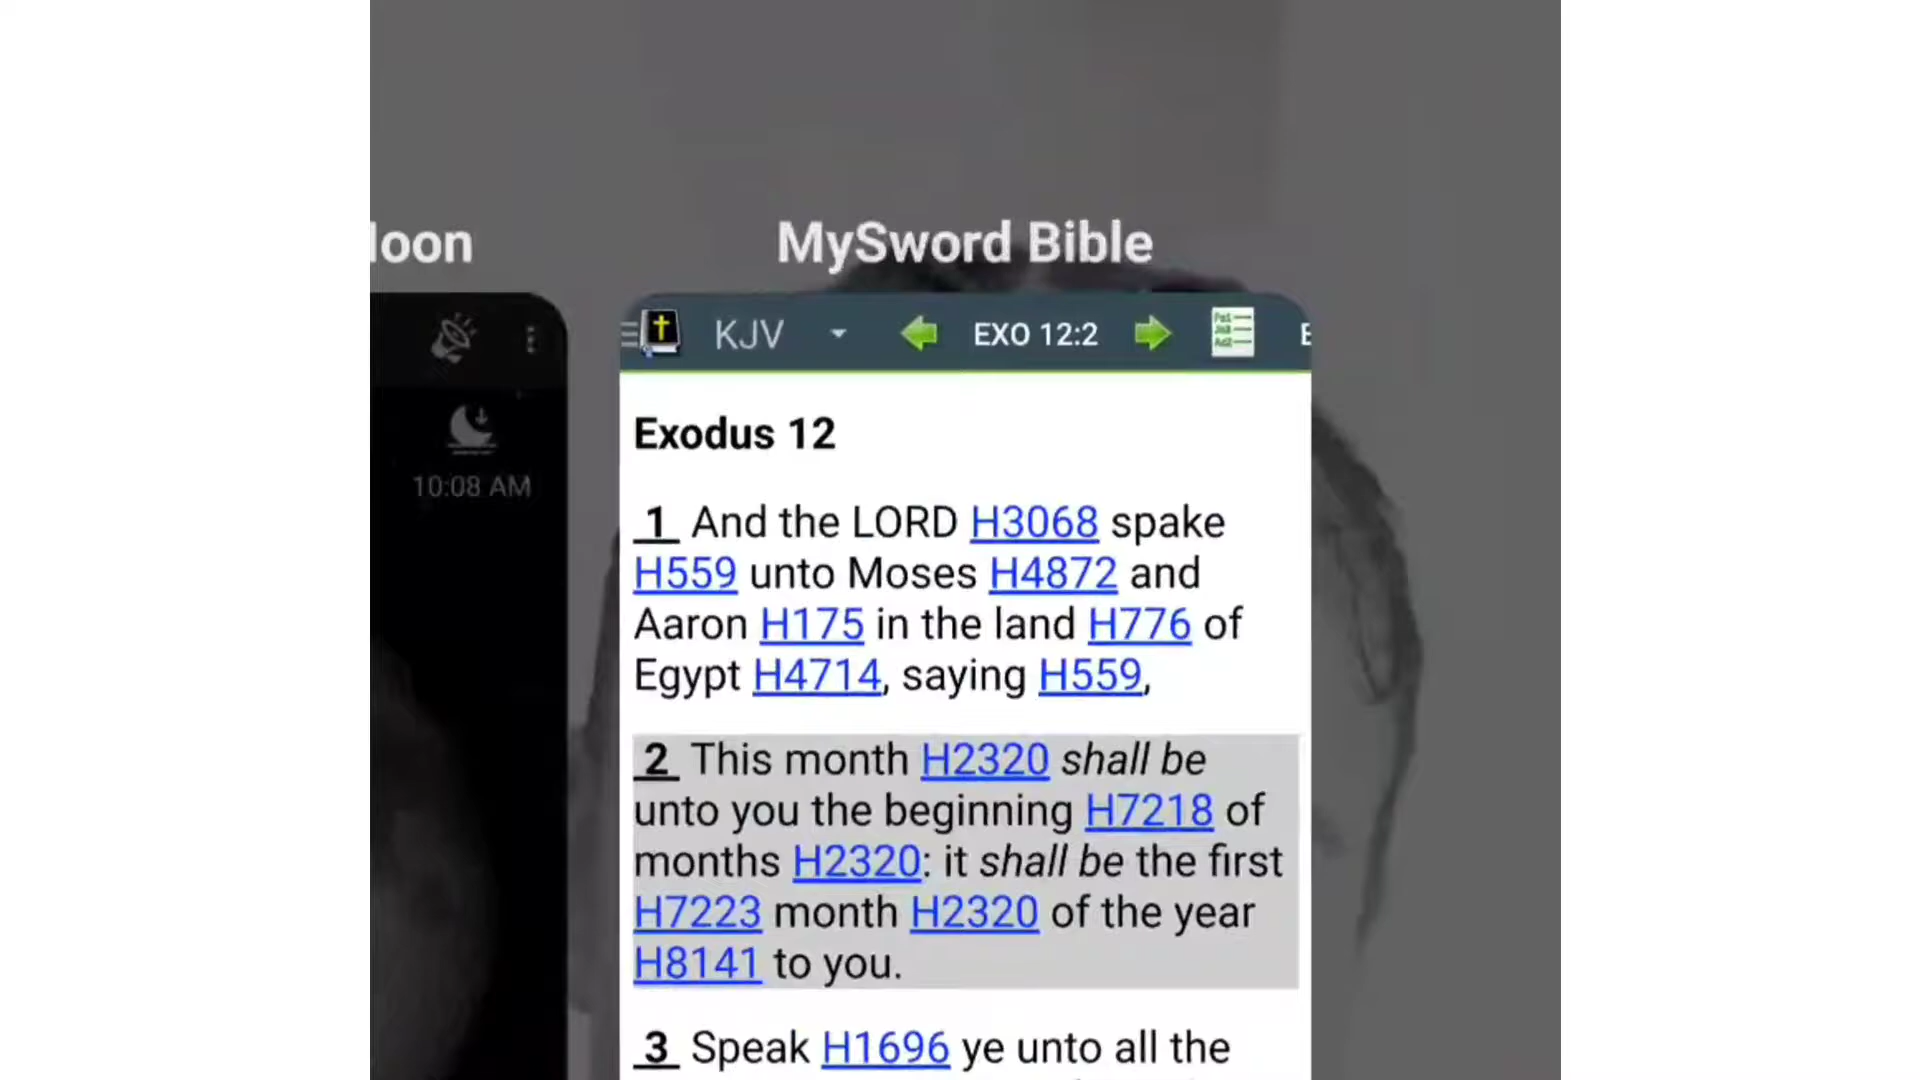 loon
MySword Bible
KJV
EXO 12:2
10:08 AM
Exodus 12
1 And the LORD H3068 spake
H559 unto Moses H4872 and
Aaron H175 in the land H776 of
Egypt H4714, saying H559,
2 This month H2320 shall be
unto you the beginning H7218 of
months H2320: it shall be the first
H7223 month H2320 of the year
H8141 to you.
3 Speak H1696 ye unto all the